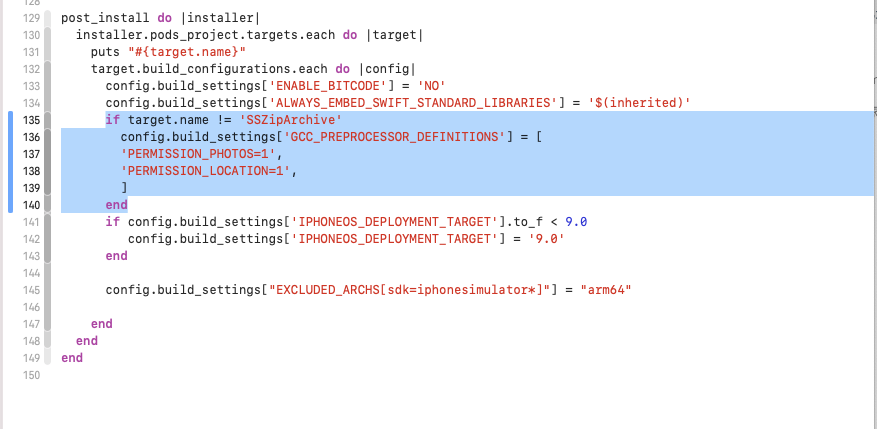 128
129 post_install do |installer|
130 installer.pods_project.targets.each do |target|
131 puts "#{target.name}"
132 target.build_configurations.each do |config|
133 config.build_settings['ENABLE_BITCODE'] = 'NO'
134 config.build_settings['ALWAYS_EMBED_SWIFT_STANDARD_LIBRARIES'] = '$(inherited)'
135 if target.name != 'SSZipArchive'
136 config.build_settings['GCC_PREPROCESSOR_DEFINITIONS'] = [
137 'PERMISSION_PHOTOS=1',
138 'PERMISSION_LOCATION=1',
139 ]
140 end
141 if config.build_settings['IPHONEOS_DEPLOYMENT_TARGET'].to_f < 9.0
142 config.build_settings['IPHONEOS_DEPLOYMENT_TARGET'] = '9.0'
143 end
144
145 config.build_settings["EXCLUDED_ARCHS[sdk=iphonesimulator*]"] = "arm64"
146
147 end
148 end
149 end
150